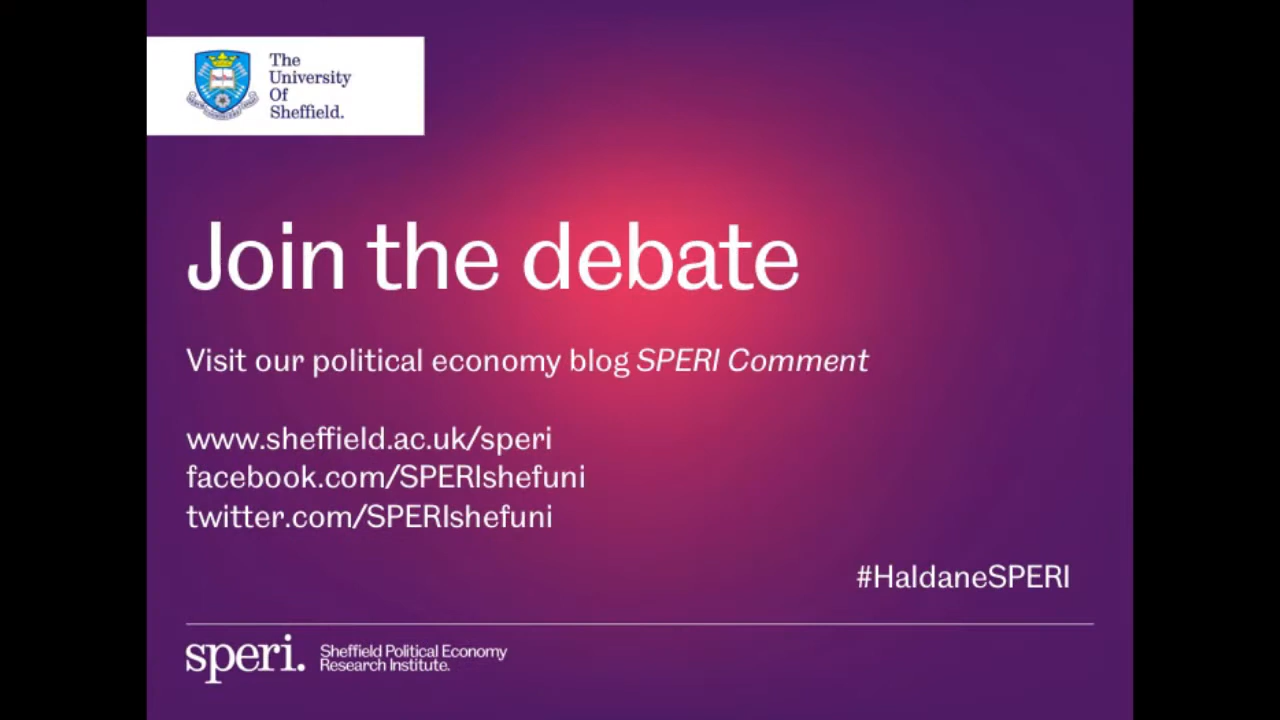 The
University
Of
Sheffield.
Join the debate
Visit our political economy blog SPERI Comment
www.sheffield.ac.uk/speri
facebook.com/SPERIshefuni
twitter.com/SPERIshefuni
#HaldaneSPERI
speri.
Sheffield Political Economy
Research Institute.